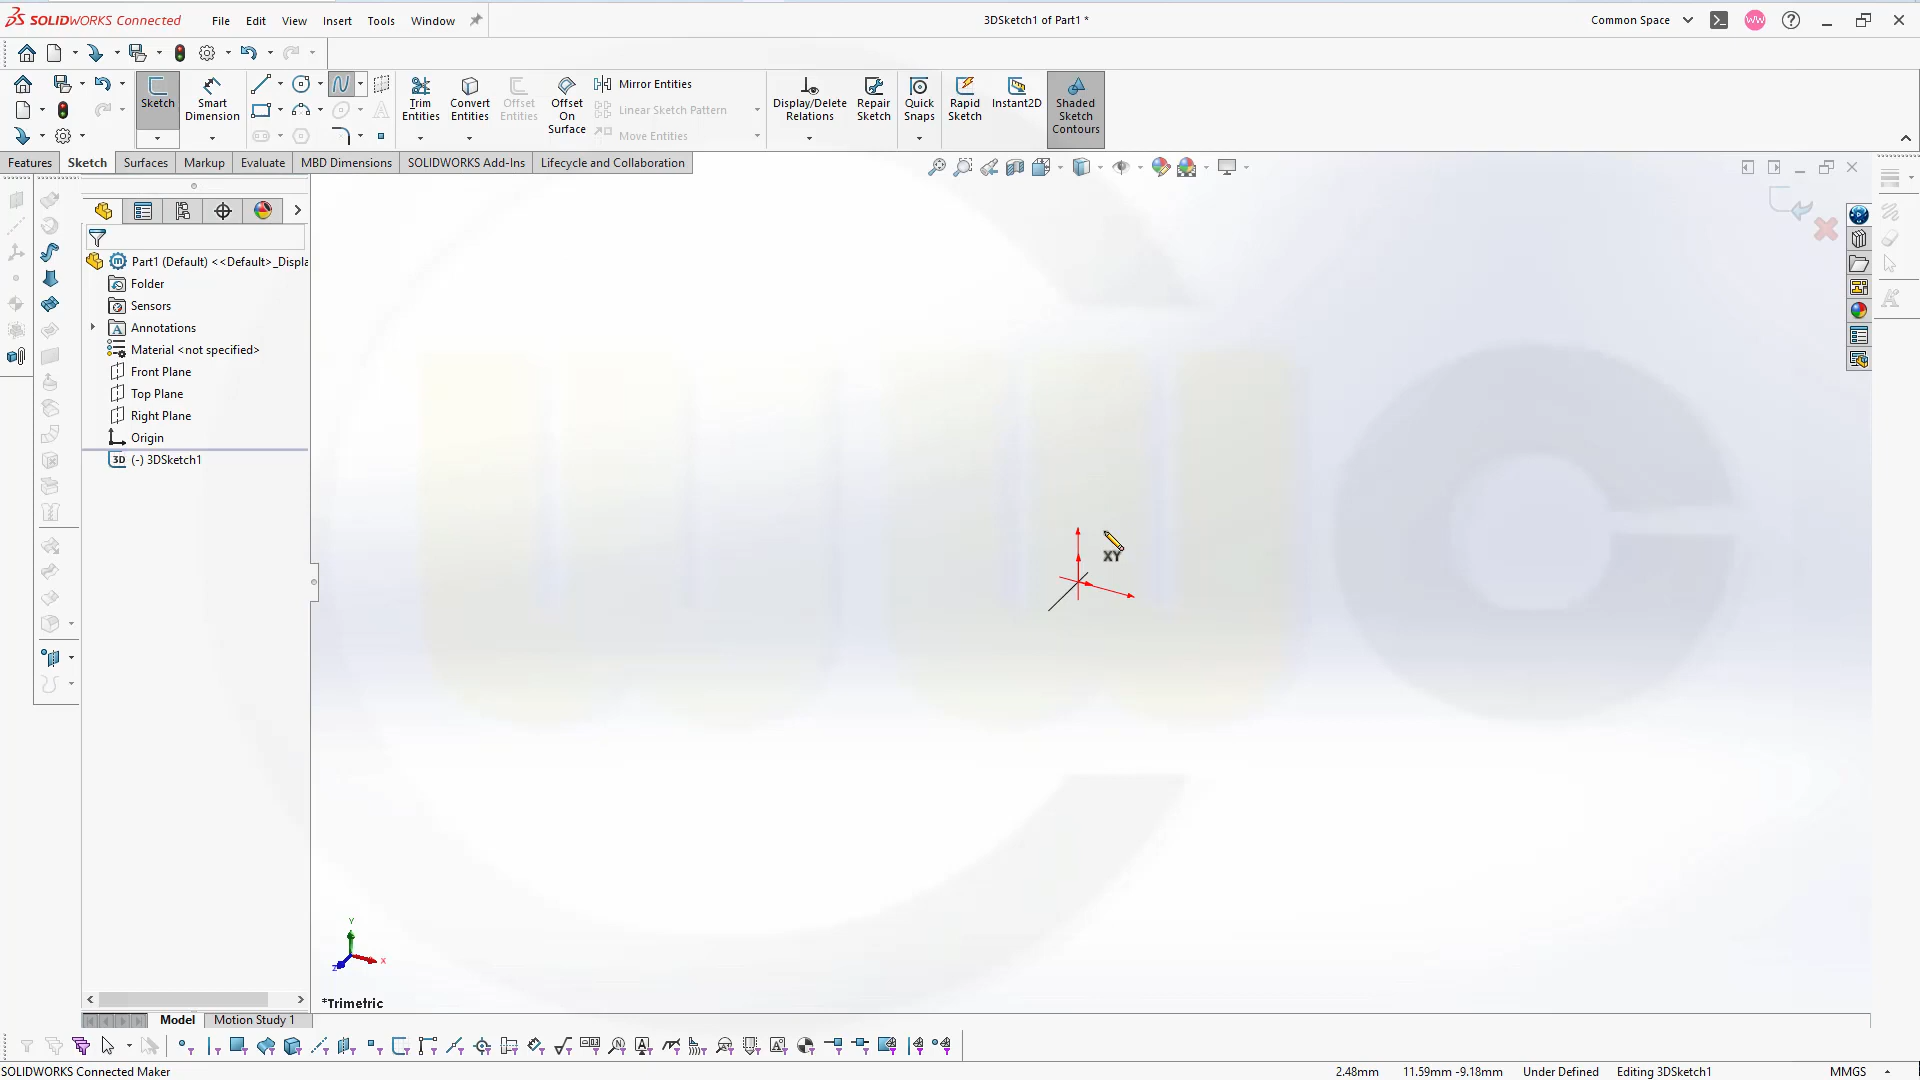 SOLIDWORKS Connected
File Edit View Insert Tools Window
3DSketch1 of Part1 *
Common Space
WW
Sketch
Smart Dimension
Trim Entities
Convert Entities
Offset Entities
Offset On Surface
Mirror Entities
Linear Sketch Pattern
Move Entities
Display/Delete Relations
Repair Sketch
Quick Snaps
Rapid Sketch
Instant2D
Shaded Sketch Contours
Features Sketch Surfaces Markup Evaluate MBD Dimensions SOLIDWORKS Add-Ins Lifecycle and Collaboration
Part1 (Default) <<Default>_Displa
Folder
Sensors
Annotations
Material <not specified>
Front Plane
Top Plane
Right Plane
Origin
3D (-) 3DSketch1
XY
Y
X
Z
*Trimetric
Model Motion Study 1
SOLIDWORKS Connected Maker
2.48mm 11.59mm -9.18mm Under Defined Editing 3DSketch1 MMGS